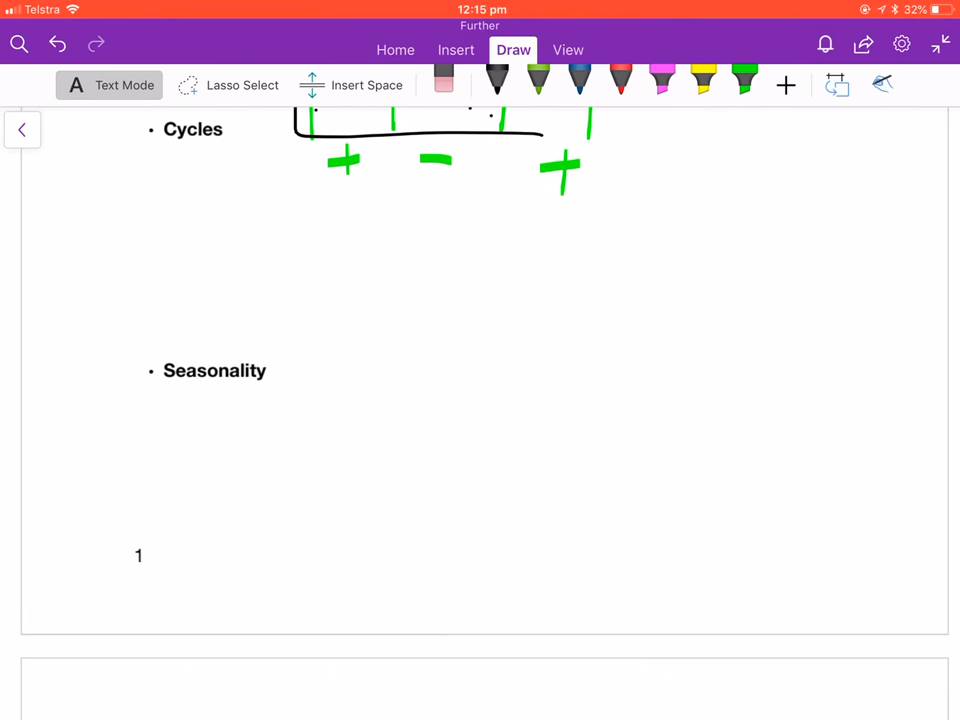 Telstra 12:15 pm 32%
Further
Home Insert Draw View
A Text Mode Lasso Select Insert Space
• Cycles
+ − +
• Seasonality
1